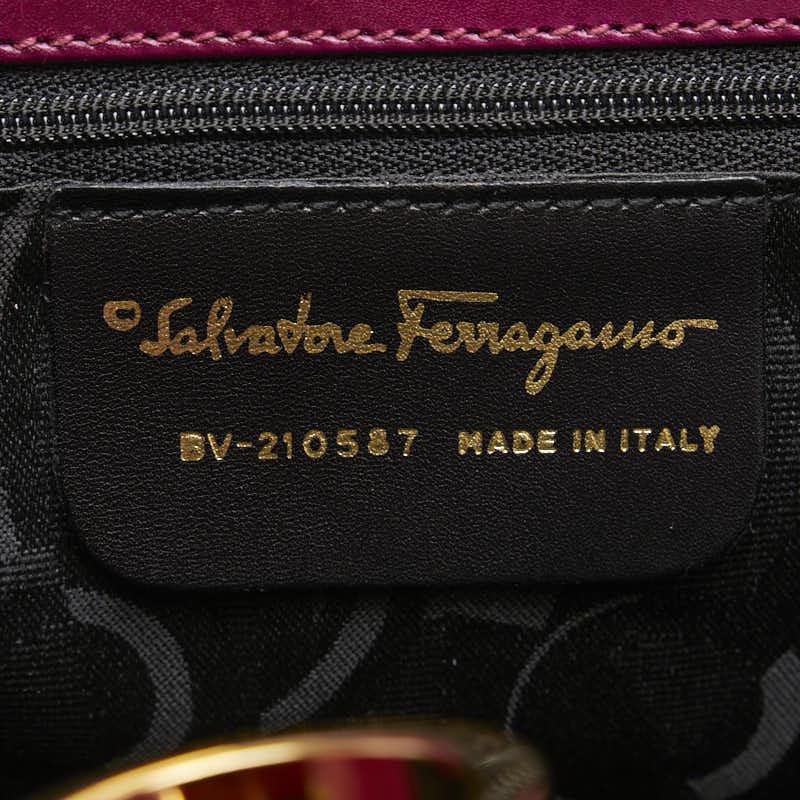 ©Salvatore Ferragamo
BV-210587 MADE IN ITALY